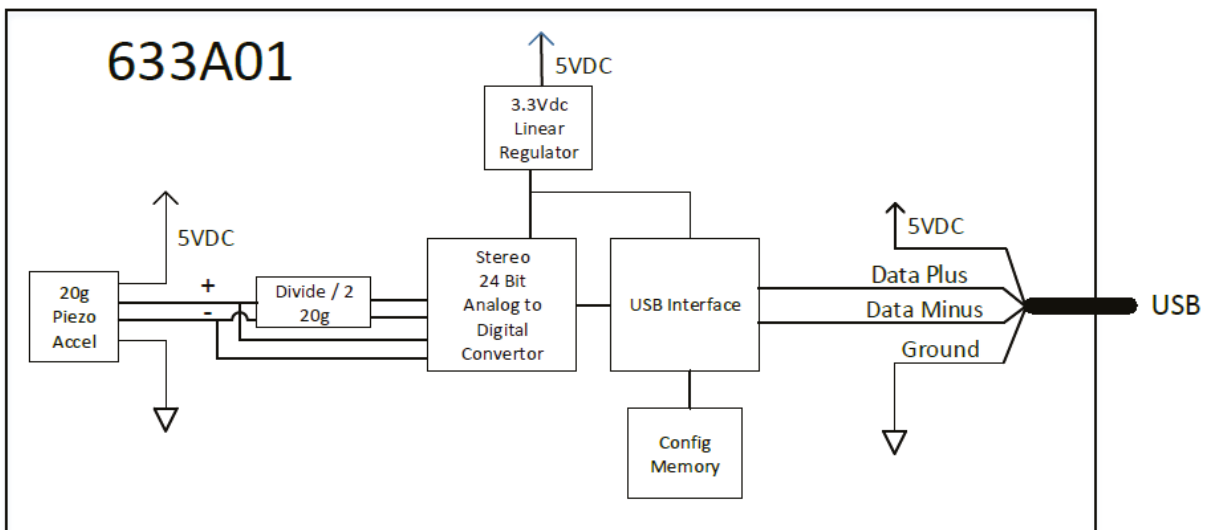 633A01
5VDC
3.3Vdc
Linear
Regulator
5VDC
5VDC
20g
Piezo
Accel
+
-
Divide / 2
20g
Stereo
24 Bit
Analog to
Digital
Convertor
USB Interface
Data Plus
Data Minus
Ground
USB
Config
Memory